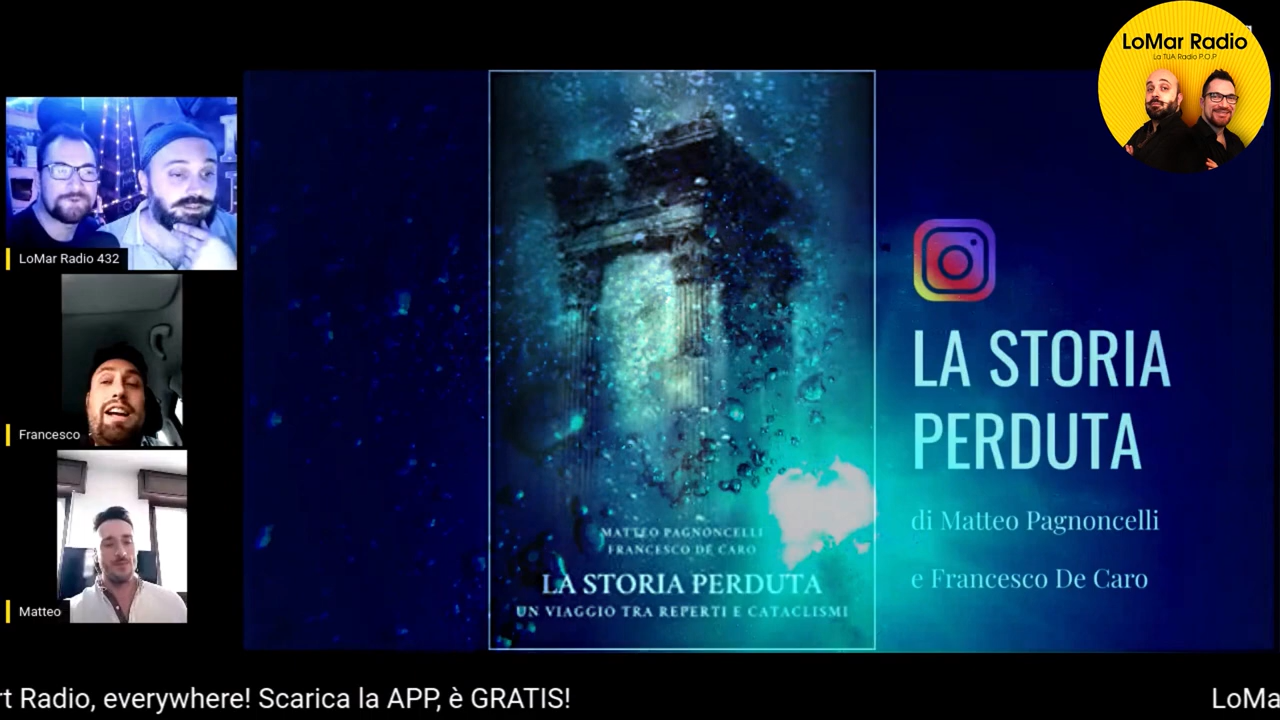 LoMar Radio
La TUA Radio P.O.P
LoMar Radio 432
Francesco
Matteo
MATTEO PAGNONCELLI
FRANCESCO DE CARO
LA STORIA PERDUTA
UN VIAGGIO TRA REPERTI E CATACLISMI
LA STORIA
PERDUTA
di Matteo Pagnoncelli
e Francesco De Caro
rt Radio, everywhere! Scarica la APP, è GRATIS!
LoMa